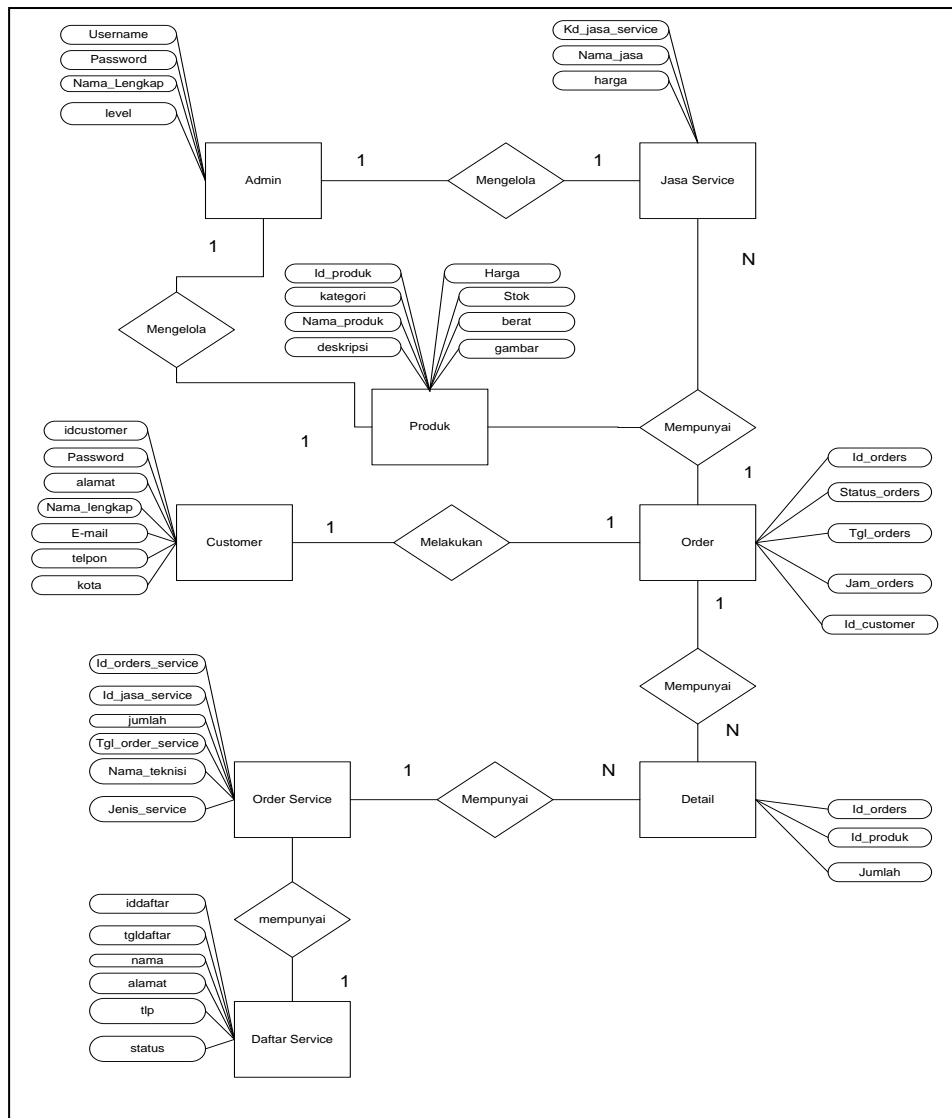 Username
Password
Nama_Lengkap
level
Kd_jasa_service
Nama_jasa
harga
Admin
1
Mengelola
1
Jasa Service
1
N
Mengelola
Id_produk
kategori
Nama_produk
deskripsi
Harga
Stok
berat
gambar
Produk
1
Mempunyai
1
idcustomer
Password
alamat
Nama_lengkap
E-mail
telpon
kota
Customer
1
Melakukan
1
Order
Id_orders
Status_orders
Tgl_orders
Jam_orders
Id_customer
1
Mempunyai
N
Id_orders_service
Id_jasa_service
jumlah
Tgl_order_service
Nama_teknisi
Jenis_service
Order Service
1
Mempunyai
N
Detail
Id_orders
Id_produk
Jumlah
mempunyai
1
iddaftar
tgldaftar
nama
alamat
tlp
status
Daftar Service